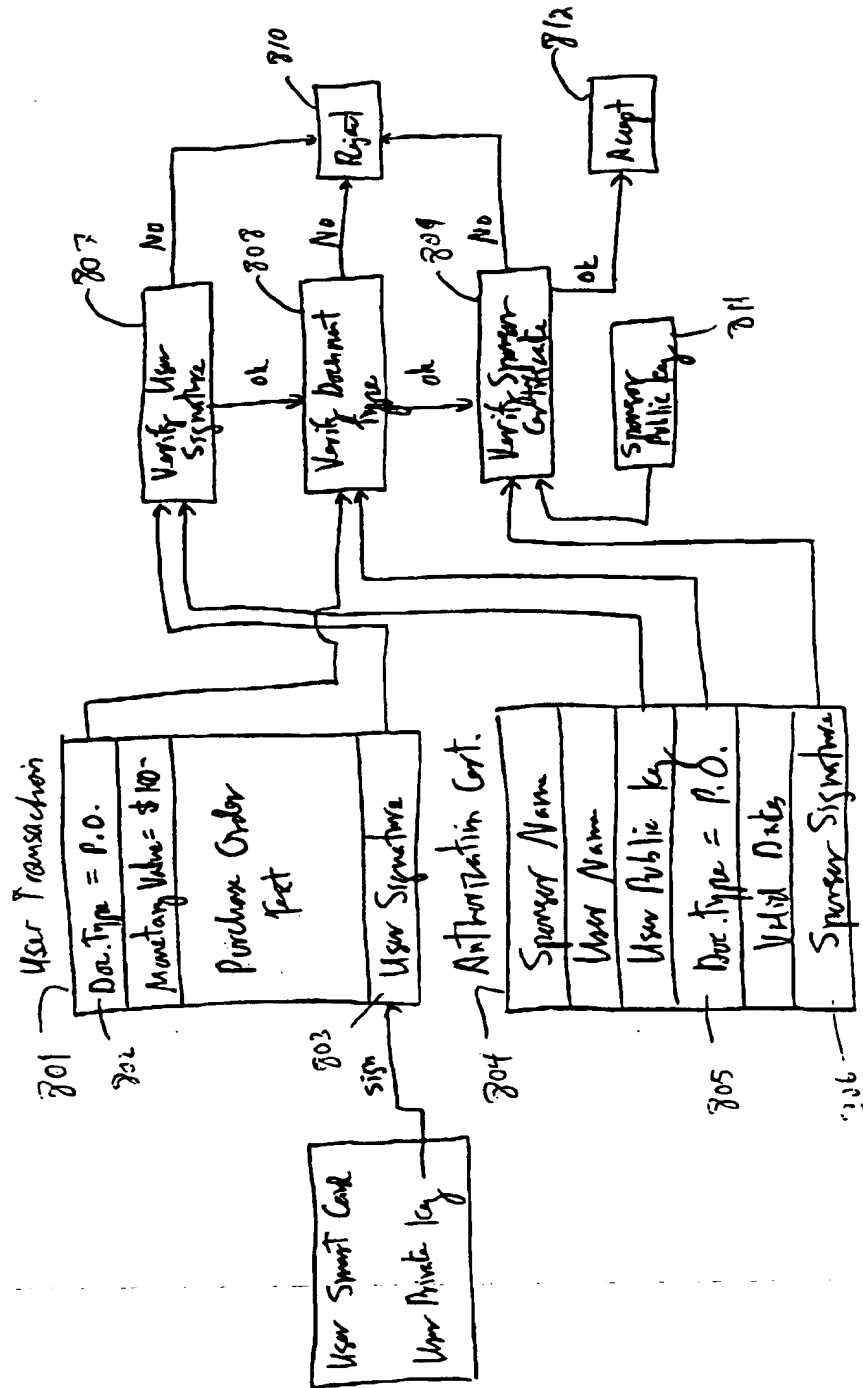 User Smart Card
User Private Key
sign
801
User Transaction
802
Doc. Type = P.O.
Monetary Value = $100-
Purchase Order
Text
803
User Signature
804
Authorization Cert.
Sponsor Name
User Name
User Public Key
805
Doc. Type = P.O.
Valid Dates
Sponsor Signature
807
Verify User
Signature
No
OK
808
Verify Document
Type
No
OK
809
Verify Sponsor
Certificate
No
OK
Sponsor
Public Key
811
810
Reject
812
Accept